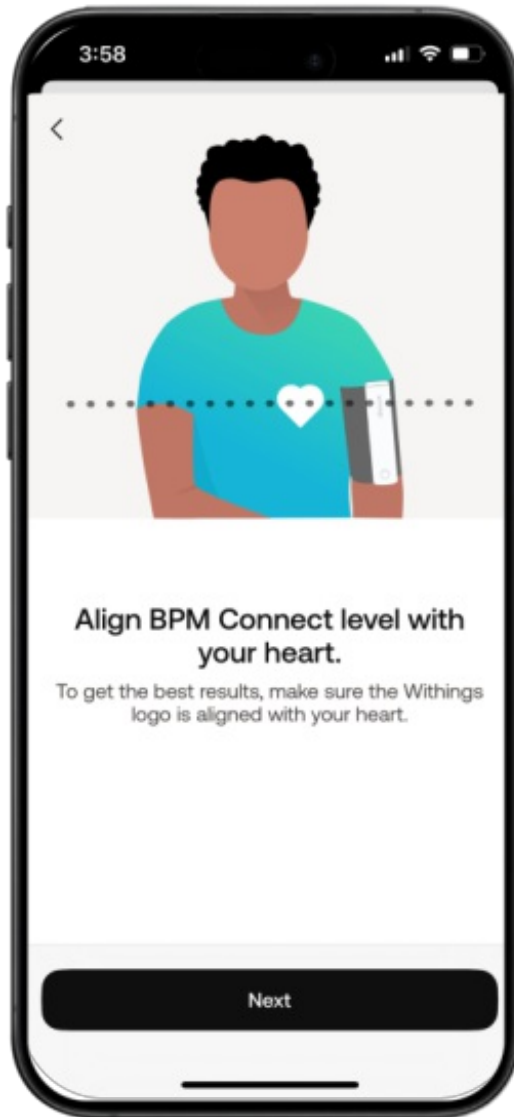 3:58
Align BPM Connect level with
your heart.
To get the best results, make sure the Withings
logo is aligned with your heart.
Next